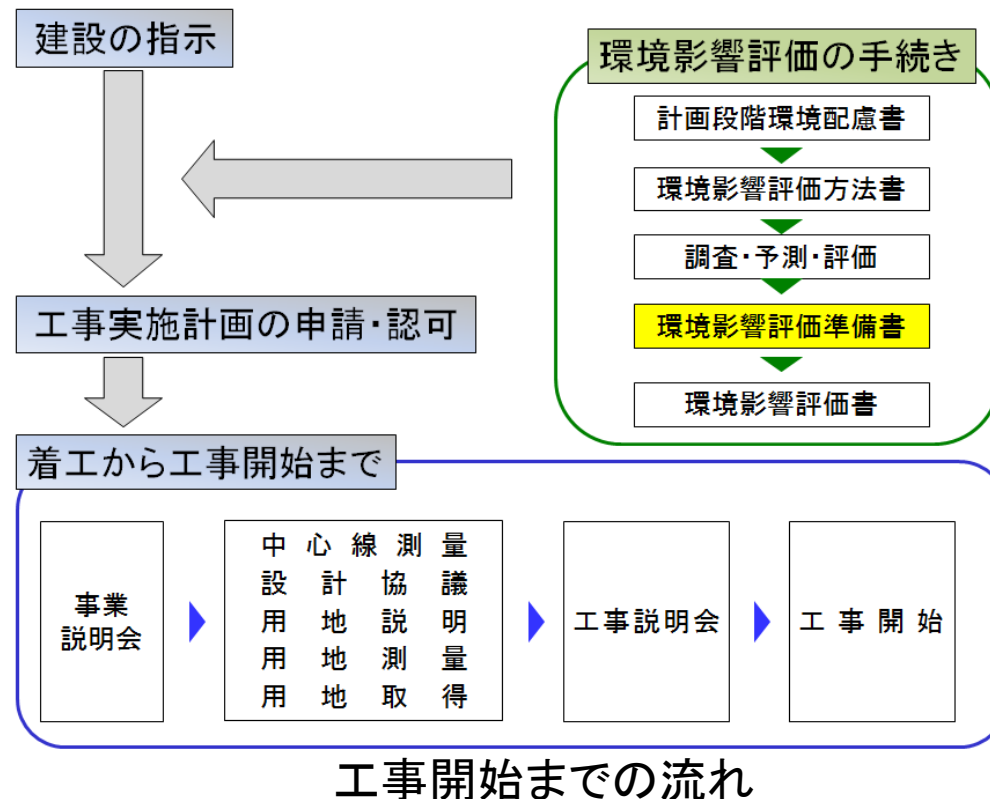 建設の指示
環境影響評価の手続き
計画段階環境配慮書
環境影響評価方法書
調査・予測・評価
環境影響評価準備書
環境影響評価書
工事実施計画の申請・認可
着工から工事開始まで
事業
説明会
中心線測量
設計協議
用地説明
用地測量
用地取得
工事説明会
工事開始
工事開始までの流れ